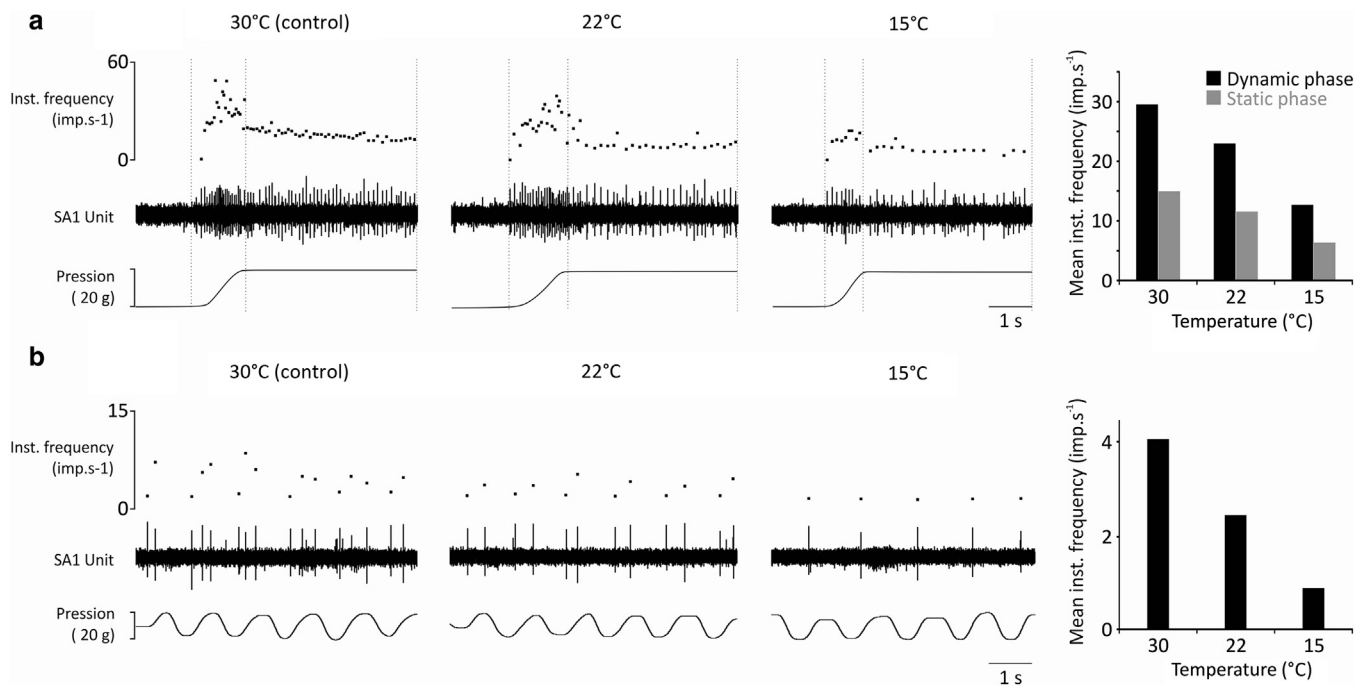 a
30°C (control)
22°C
15°C
60
Inst. frequency
(imp.s-1)
0
SA1 Unit
Pression
( 20 g)
1 s
Mean inst. frequency (imp.s⁻¹)
30
20
10
0
Dynamic phase
Static phase
30
22
15
Temperature (°C)
b
30°C (control)
22°C
15°C
15
Inst. frequency
(imp.s-1)
0
SA1 Unit
Pression
( 20 g)
1 s
Mean inst. frequency (imp.s⁻¹)
4
2
0
30
22
15
Temperature (°C)